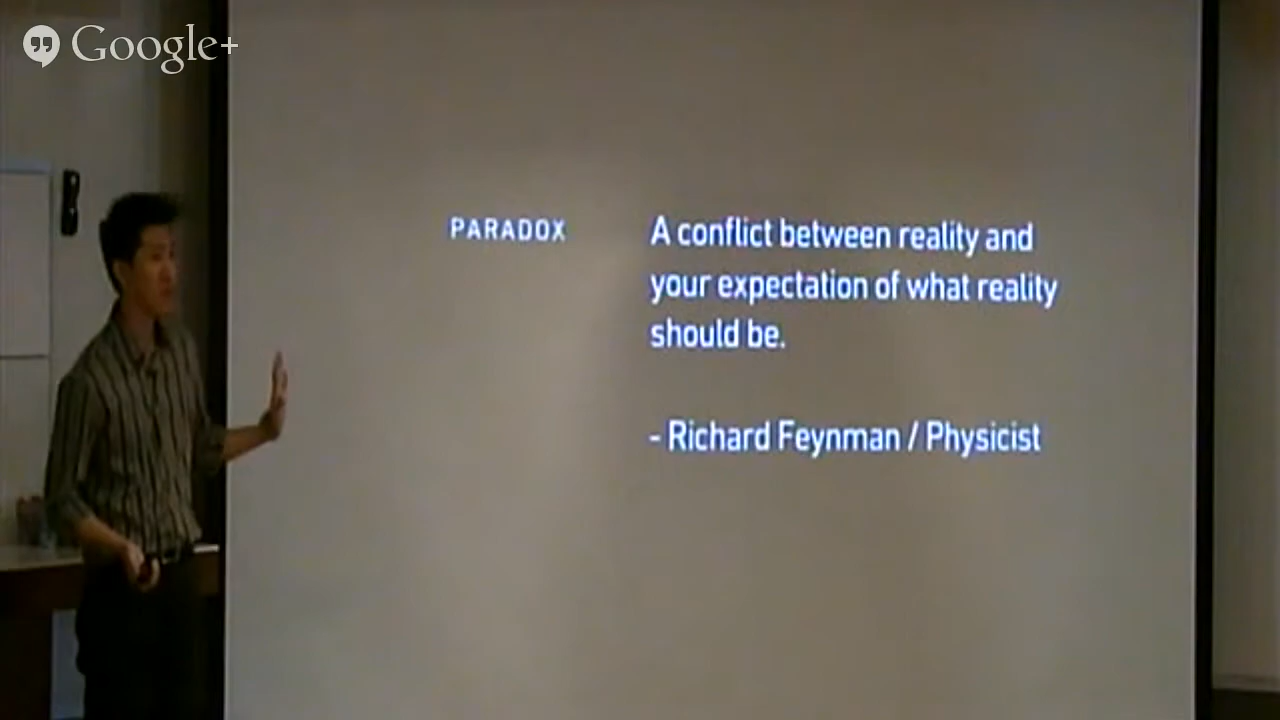 Google+
PARADOX
A conflict between reality and
your expectation of what reality
should be.
- Richard Feynman / Physicist